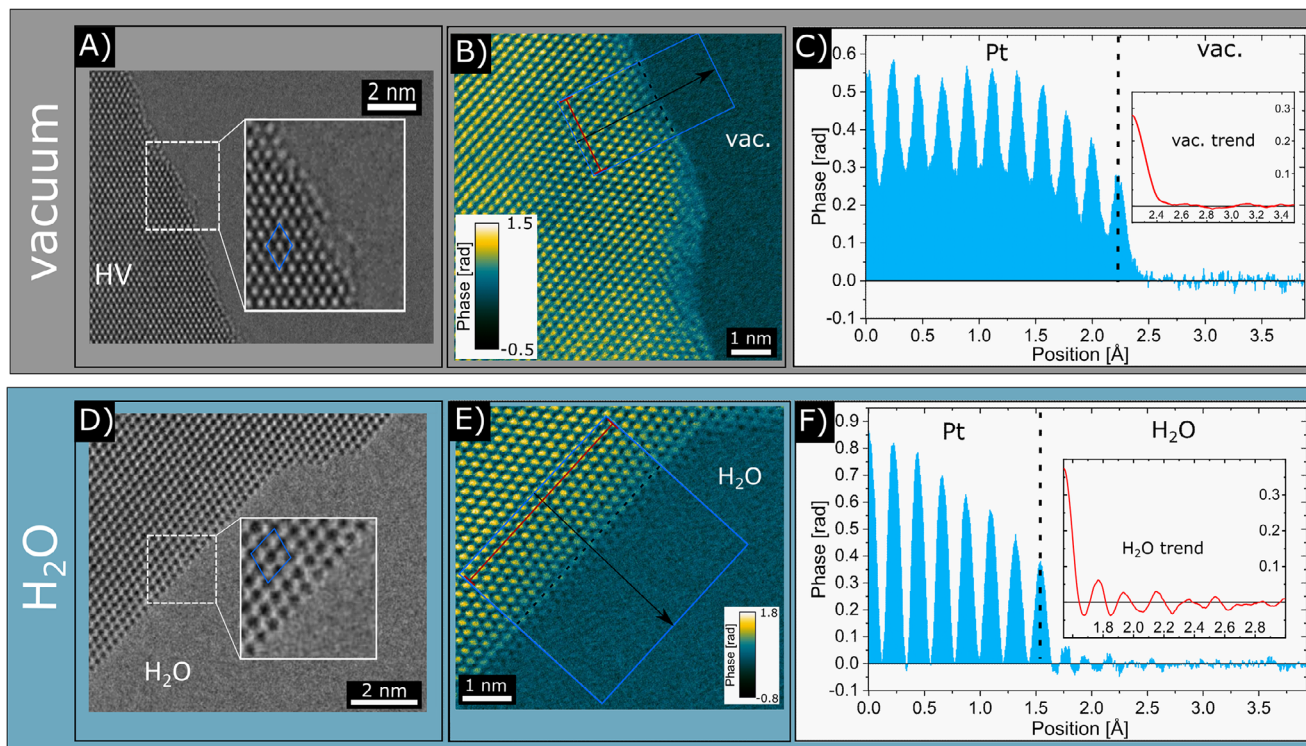 vacuum
A)
2 nm
HV
B)
vac.
Phase [rad]
1.5
-0.5
1 nm
C)
Pt
vac.
Phase [rad]
0.6
0.5
0.4
0.3
0.2
0.1
0.0
-0.1
0.0 0.5 1.0 1.5 2.0 2.5 3.0 3.5
Position [Å]
vac. trend
0.3
0.2
0.1
2.2 2.4 2.6 2.8 3.0 3.2 3.4
H₂O
D)
H₂O
2 nm
E)
H₂O
Phase [rad]
1.8
-0.8
1 nm
F)
Pt
H₂O
Phase [rad]
0.9
0.8
0.7
0.6
0.5
0.4
0.3
0.2
0.1
0.0
-0.1
0.0 0.5 1.0 1.5 2.0 2.5 3.0 3.5
Position [Å]
H₂O trend
0.3
0.2
0.1
1.8 2.0 2.2 2.4 2.6 2.8